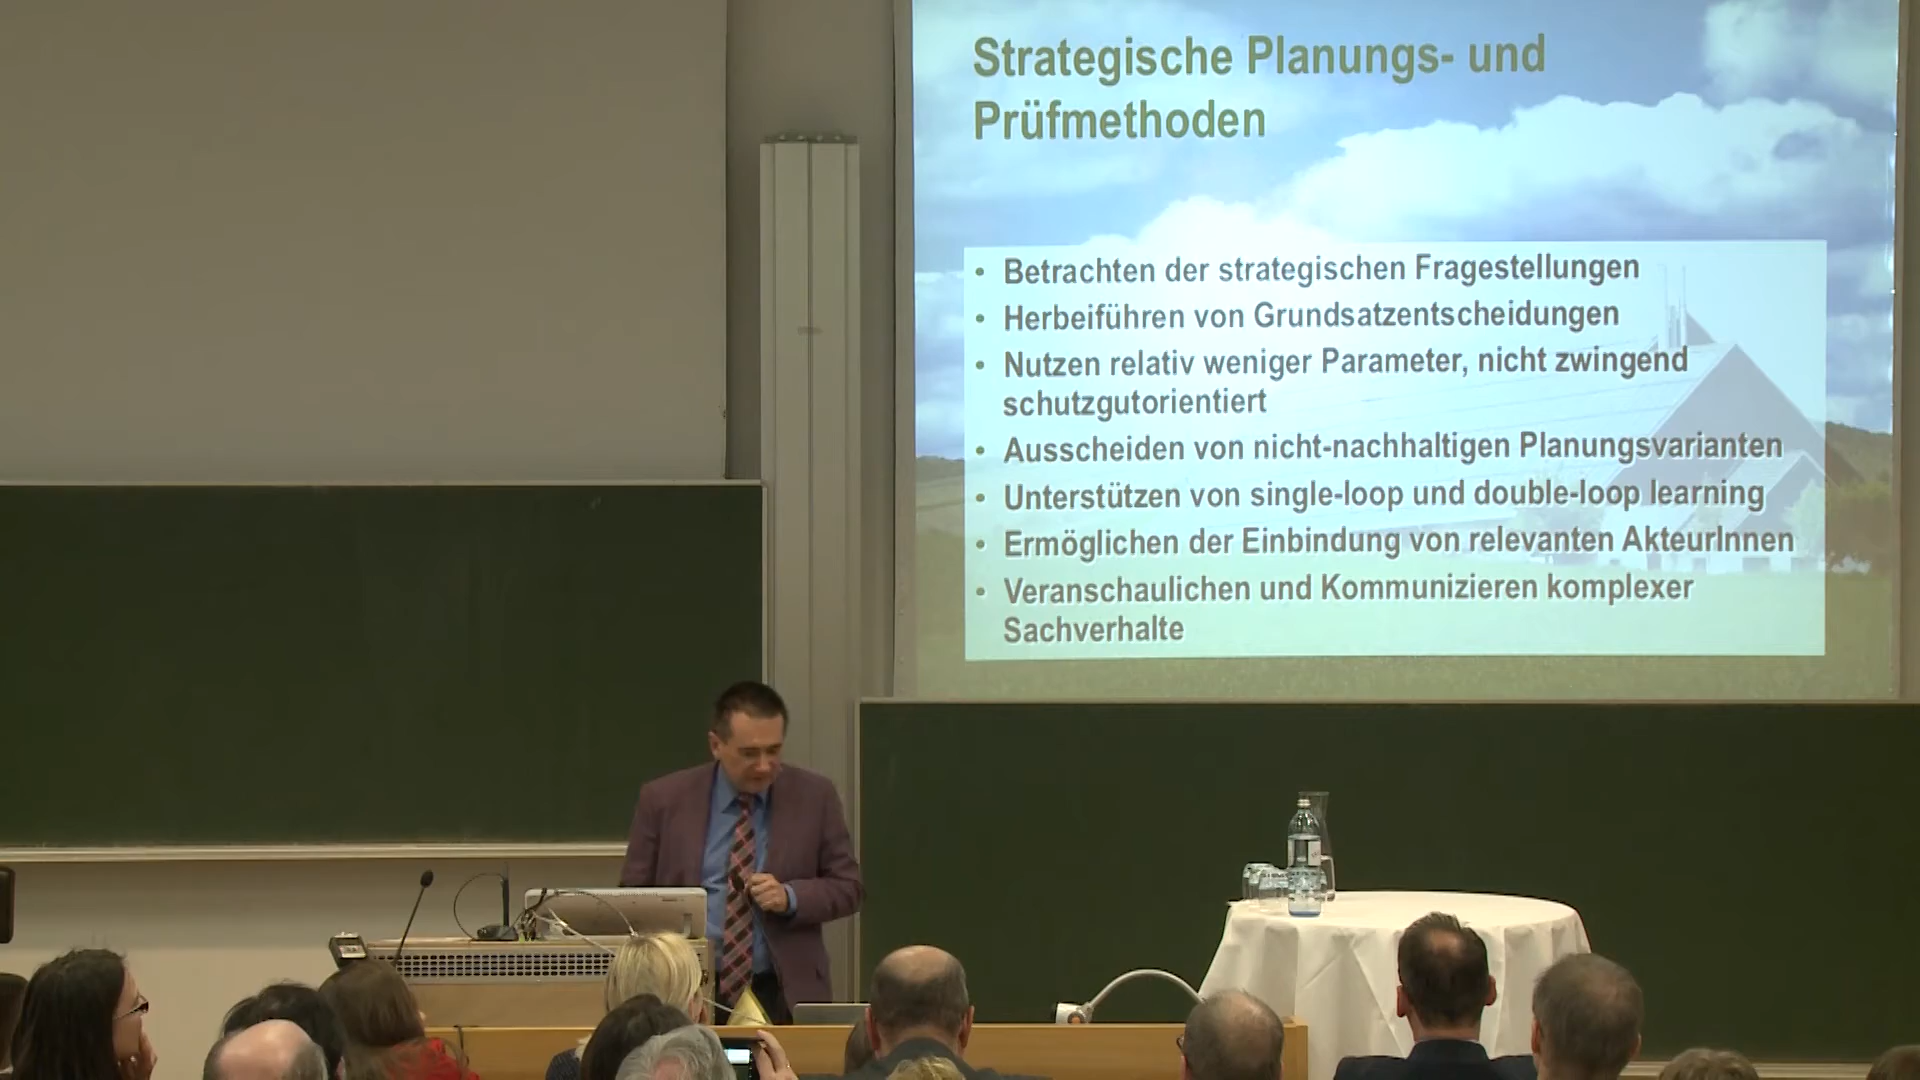 Strategische Planungs- und
Prüfmethoden
• Betrachten der strategischen Fragestellungen
• Herbeiführen von Grundsatzentscheidungen
• Nutzen relativ weniger Parameter, nicht zwingend
schutzgutorientiert
• Ausscheiden von nicht-nachhaltigen Planungsvarianten
• Unterstützen von single-loop und double-loop learning
• Ermöglichen der Einbindung von relevanten AkteurInnen
• Veranschaulichen und Kommunizieren komplexer
Sachverhalte